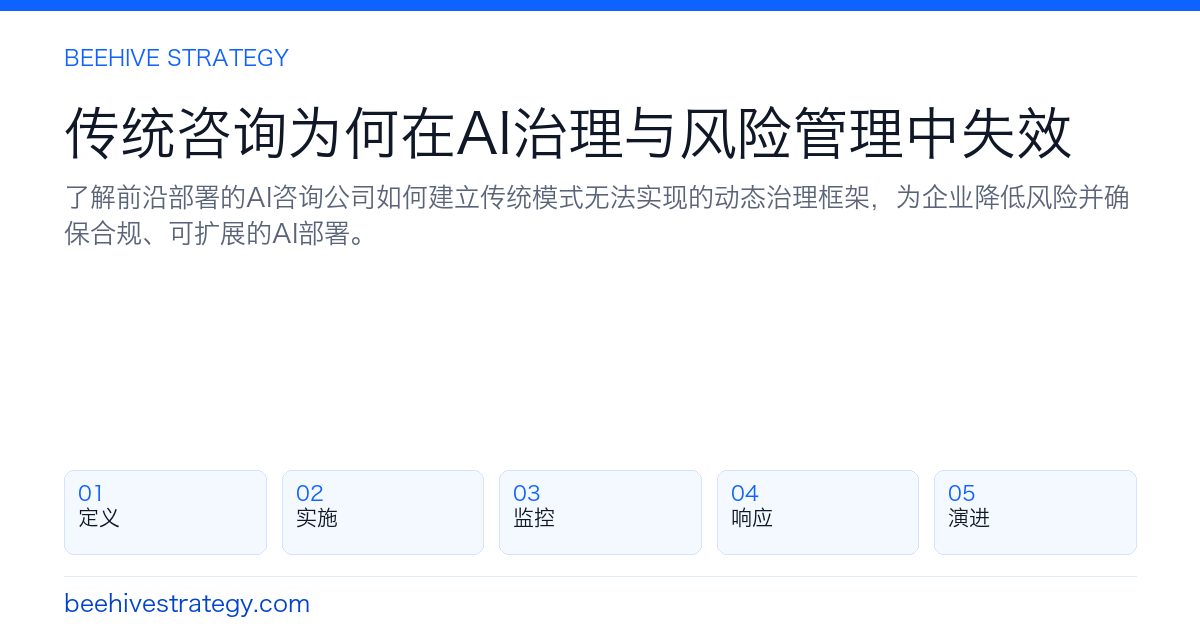 BEEHIVE STRATEGY
传统咨询为何在AI治理与风险管理中失效
了解前沿部署的AI咨询公司如何建立传统模式无法实现的动态治理框架，为企业降低风险并确
保合规、可扩展的AI部署。
01
定义
02
实施
03
监控
04
响应
05
演进
beehivestrategy.com